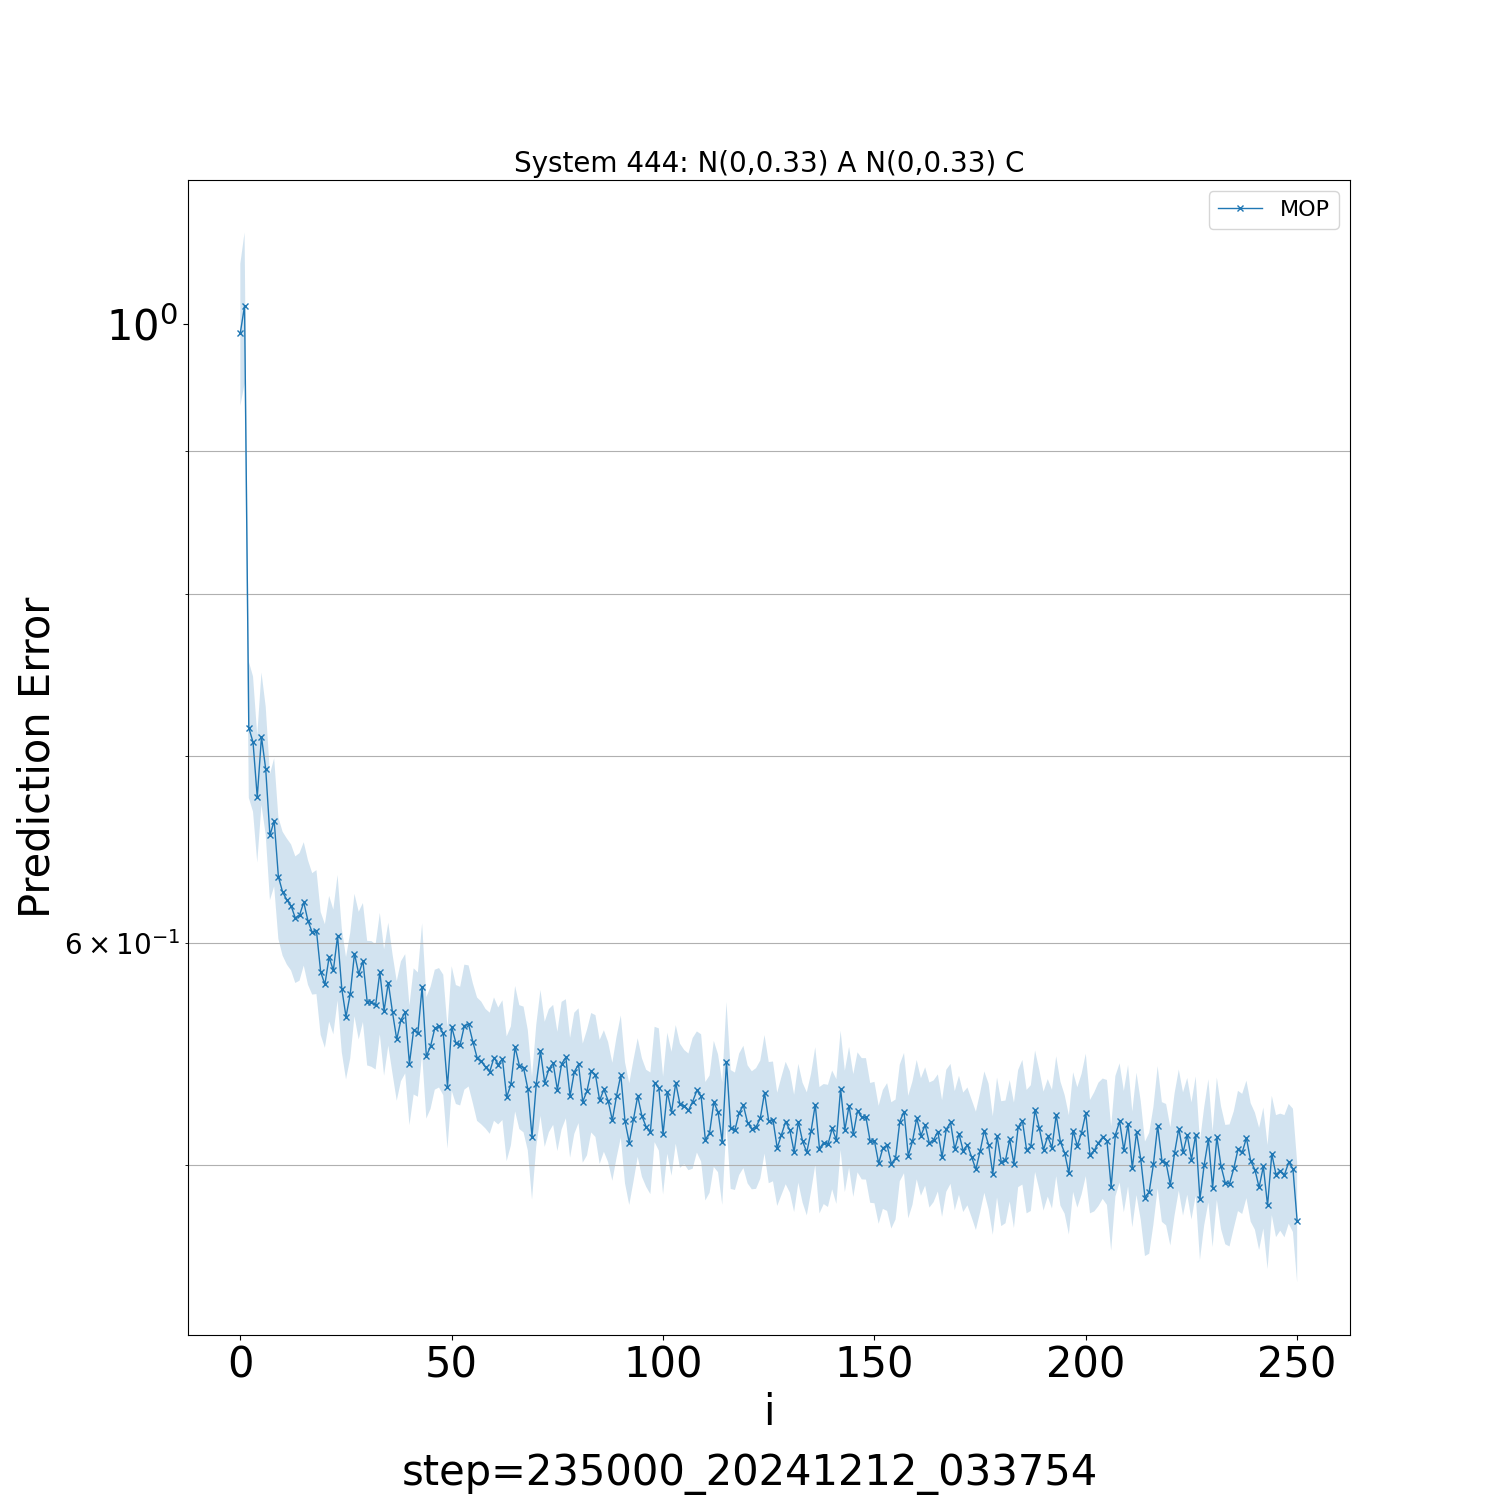 System 444: N(0,0.33) A N(0,0.33) C
MOP
10⁰
6 × 10⁻¹
Prediction Error
0 50 100 150 200 250
i
step=235000_20241212_033754